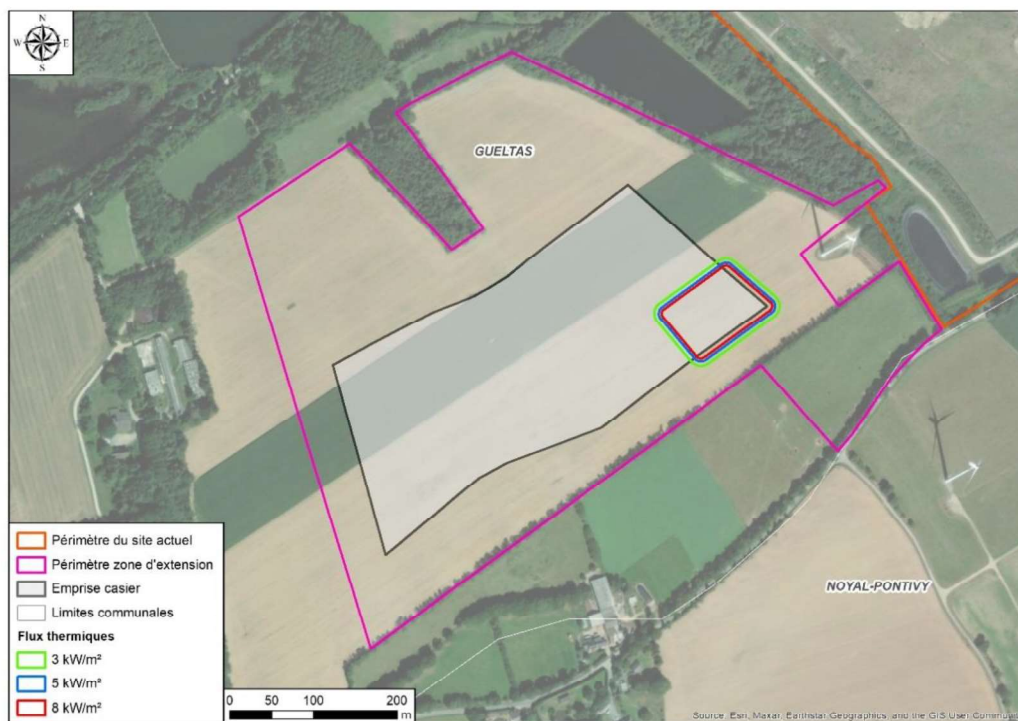 N
W E
S
GUELTAS
NOYAL-PONTIVY
Périmètre du site actuel
Périmètre zone d'extension
Emprise casier
Limites communales
Flux thermiques
3 kW/m²
5 kW/m²
8 kW/m²
0 50 100 200
m
Source: Esri, Maxar, Earthstar Geographics, and the GIS User Communi